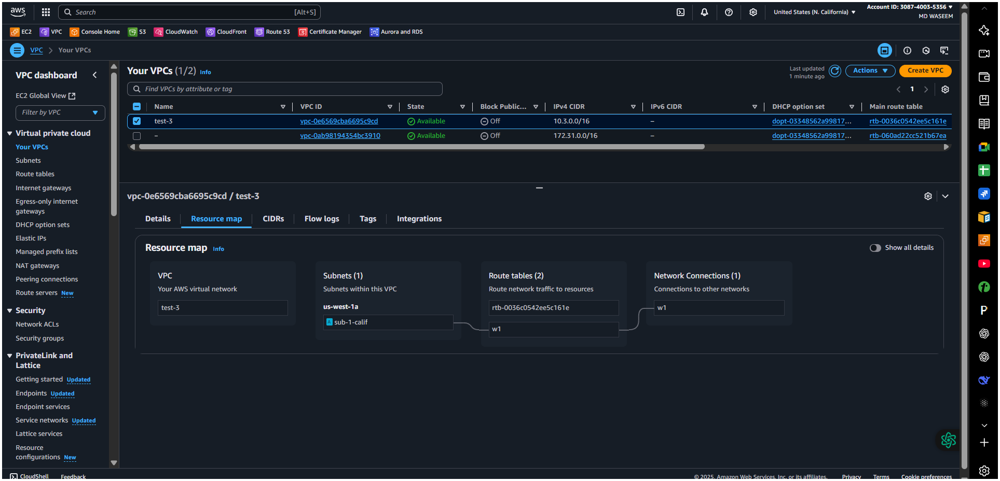 aws
Search [Alt+S]
United States (N. California)
Account ID: 3087-4003-5356
MD WASEEM
EC2 VPC Console Home S3 CloudWatch CloudFront Route 53 Certificate Manager Aurora and RDS
VPC Your VPCs
VPC dashboard
EC2 Global View
Filter by VPC
Virtual private cloud
Your VPCs
Subnets
Route tables
Internet gateways
Egress-only internet
gateways
DHCP option sets
Elastic IPs
Managed prefix lists
NAT gateways
Peering connections
Route servers New
Security
Network ACLs
Security groups
PrivateLink and
Lattice
Getting started Updated
Endpoints Updated
Endpoint services
Service networks Updated
Lattice services
Resource
configurations New
Your VPCs (1/2) Info
Last updated
1 minute ago
Actions
Create VPC
Find VPCs by attribute or tag
1
Name VPC ID State Block Public... IPv4 CIDR IPv6 CIDR DHCP option set Main route table
test-3 vpc-0e6569cba6695c9cd Available Off 10.3.0.0/16 – dopt-03348562a99817... rtb-0036c0542ee5c161e
– vpc-0ab98194354bc3910 Available Off 172.31.0.0/16 – dopt-03348562a99817... rtb-060ad22cc521b67ea
vpc-0e6569cba6695c9cd / test-3
Details Resource map CIDRs Flow logs Tags Integrations
Resource map Info
Show all details
VPC
Your AWS virtual network
test-3
Subnets (1)
Subnets within this VPC
us-west-1a
A sub-1-calif
Route tables (2)
Route network traffic to resources
rtb-0036c0542ee5c161e
w1
Network Connections (1)
Connections to other networks
w1
P
CloudShell Feedback
© 2025, Amazon Web Services, Inc. or its affiliates. Privacy Terms Cookie preferences